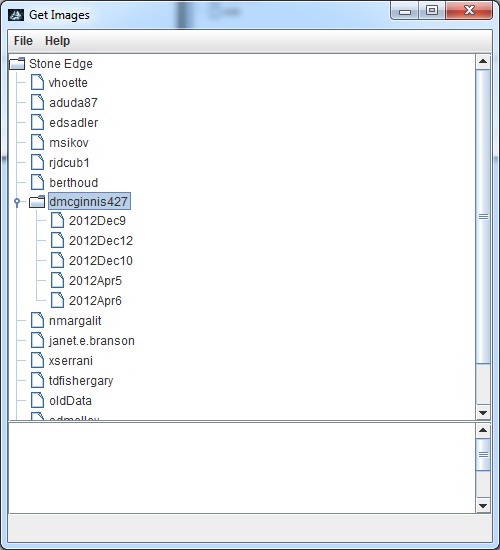 Get Images
File Help
Stone Edge
vhoette
aduda87
edsadler
msikov
rjdcub1
berthoud
dmcginnis427
2012Dec9
2012Dec12
2012Dec10
2012Apr5
2012Apr6
nmargalit
janet.e.branson
xserrani
tdfishergary
oldData